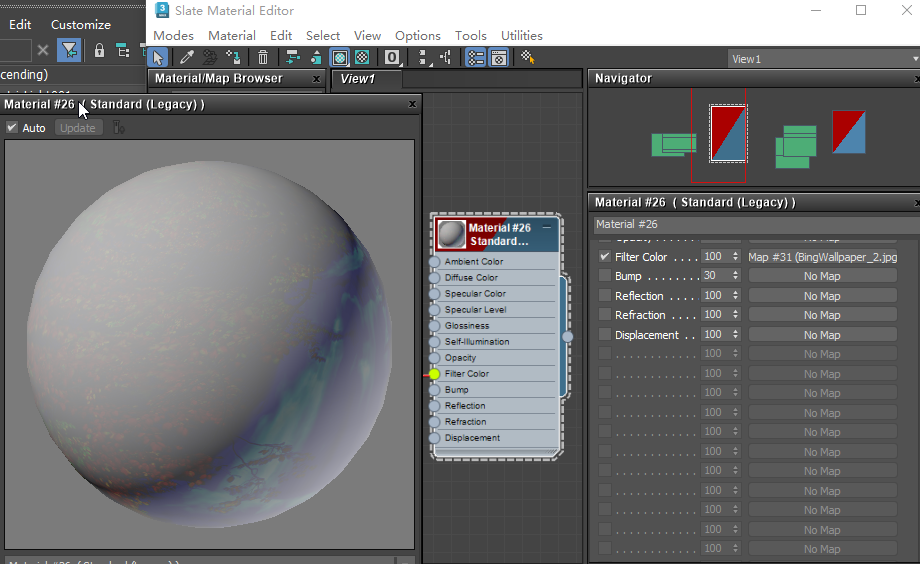 Slate Material Editor
Edit Customize
Modes Material Edit Select View Options Tools Utilities
View1
cending)
Material/Map Browser x
View1
Navigator
Material #26 ( Standard (Legacy) ) x
Auto Update
Material #26
Standard...
Ambient Color
Diffuse Color
Specular Color
Specular Level
Glossiness
Self-Illumination
Opacity
Filter Color
Bump
Reflection
Refraction
Displacement
Material #26 ( Standard (Legacy) )
Material #26
Filter Color . . . . 100 Map #31 (BingWallpaper_2.jpg
Bump . . . . . . . . 30 No Map
Reflection . . . . . 100 No Map
Refraction . . . . . 100 No Map
Displacement . . 100 No Map
. . . . . . . . . . . . . 100 No Map
. . . . . . . . . . . . . 100 No Map
. . . . . . . . . . . . . 100 No Map
. . . . . . . . . . . . . 100 No Map
. . . . . . . . . . . . . 100 No Map
. . . . . . . . . . . . . 100 No Map
. . . . . . . . . . . . . 100 No Map
. . . . . . . . . . . . . 100 No Map
. . . . . . . . . . . . . 100 No Map
. . . . . . . . . . . . . 100 No Map
. . . . . . . . . . . . . 100 No Map